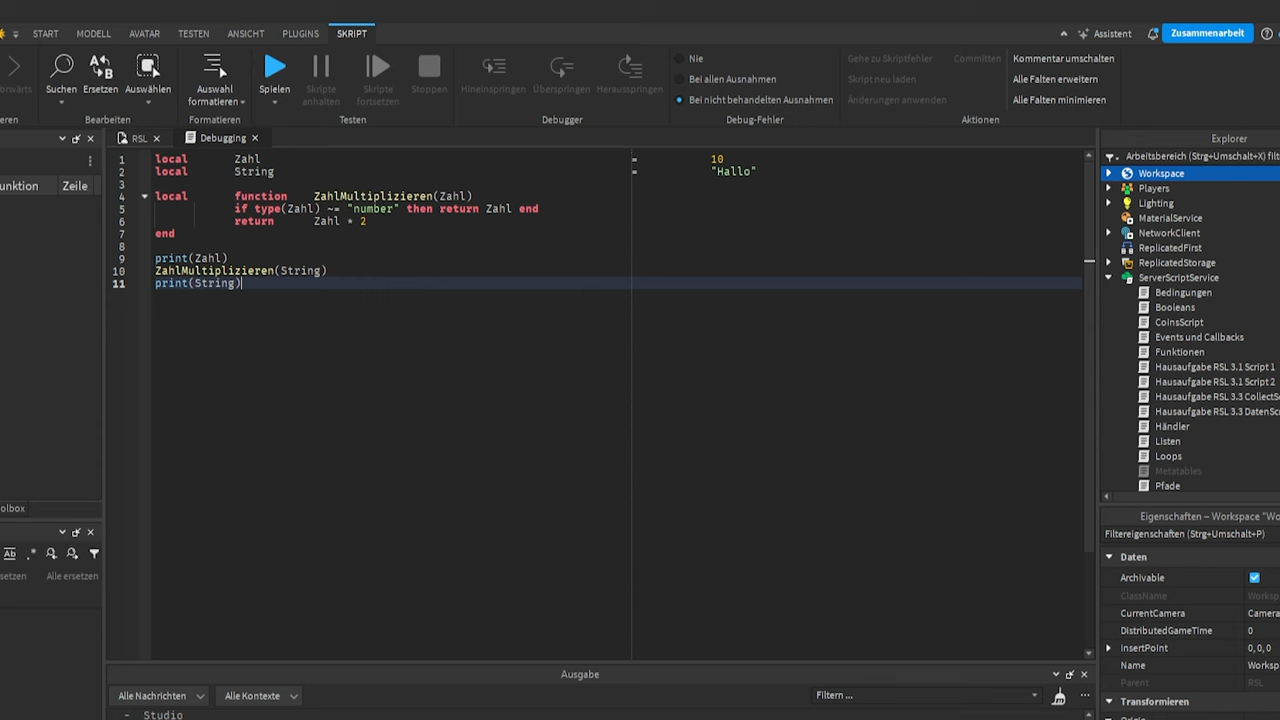 START MODELL AVATAR TESTEN ANSICHT PLUGINS SKRIPT Assistent Zusammenarbeit
Suchen Ersetzen Auswählen Auswahl formatieren Spielen Skripte anhalten Skripte fortsetzen Stoppen Hineinspringen Überspringen Herausspringen
Nie Gehe zu Skriptfehler Committen Kommentar umschalten
Bei allen Ausnahmen Skript neu laden Alle Falten erweitern
Bei nicht behandelten Ausnahmen Änderungen anwenden Alle Falten minimieren
Bearbeiten Formatieren Testen Debugger Debug-Fehler Aktionen
RSL Debugging
unktion Zeile
1 local Zahl = 10
2 local String = "Hallo"
3
4 local function ZahlMultiplizieren(Zahl)
5 if type(Zahl) ~= "number" then return Zahl end
6 return Zahl * 2
7 end
8
9 print(Zahl)
10 ZahlMultiplizieren(String)
11 print(String)
olbox
Ab .*
setzen Alle ersetzen
Ausgabe
Alle Nachrichten Alle Kontexte Filtern ...
- Studio
Explorer
Arbeitsbereich (Strg+Umschalt+X) filt
Workspace
Players
Lighting
MaterialService
NetworkClient
ReplicatedFirst
ReplicatedStorage
ServerScriptService
Bedingungen
Booleans
CoinsScript
Events und Callbacks
Funktionen
Hausaufgabe RSL 3.1 Script 1
Hausaufgabe RSL 3.1 Script 2
Hausaufgabe RSL 3.3 CollectS
Hausaufgabe RSL 3.3 DatenS
Händler
Listen
Loops
Metatables
Pfade
Eigenschaften – Workspace "Wo
Filtereigenschaften (Strg+Umschalt+P)
Daten
Archivable
ClassName Worksp
CurrentCamera Camera
DistributedGameTime 0
InsertPoint 0,0,0
Name Worksp
Parent RSL
Transformieren